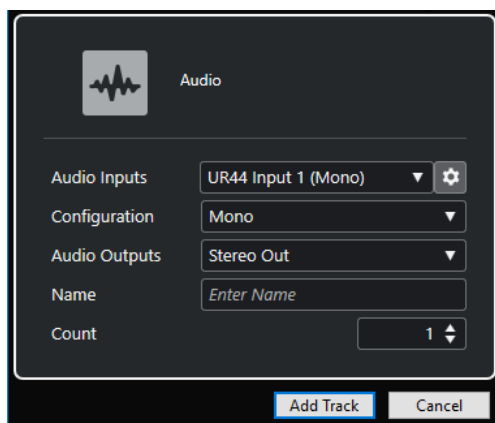 Audio
Audio Inputs UR44 Input 1 (Mono)
Configuration Mono
Audio Outputs Stereo Out
Name Enter Name
Count 1
Add Track Cancel